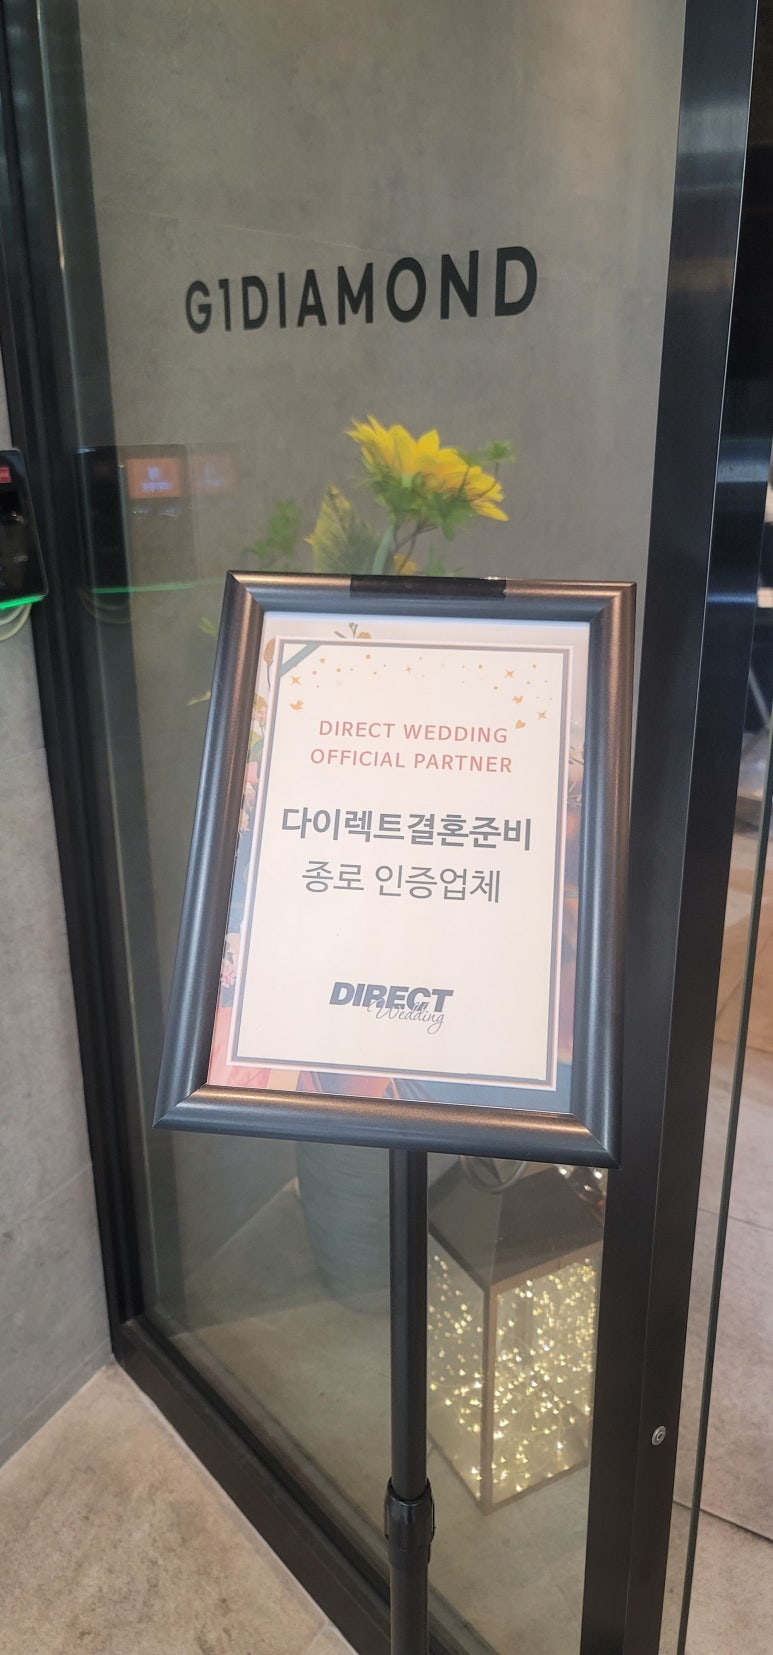 G1DIAMOND
DIRECT WEDDING
OFFICIAL PARTNER
다이렉트결혼준비
종로 인증업체
DIRECT
Wedding